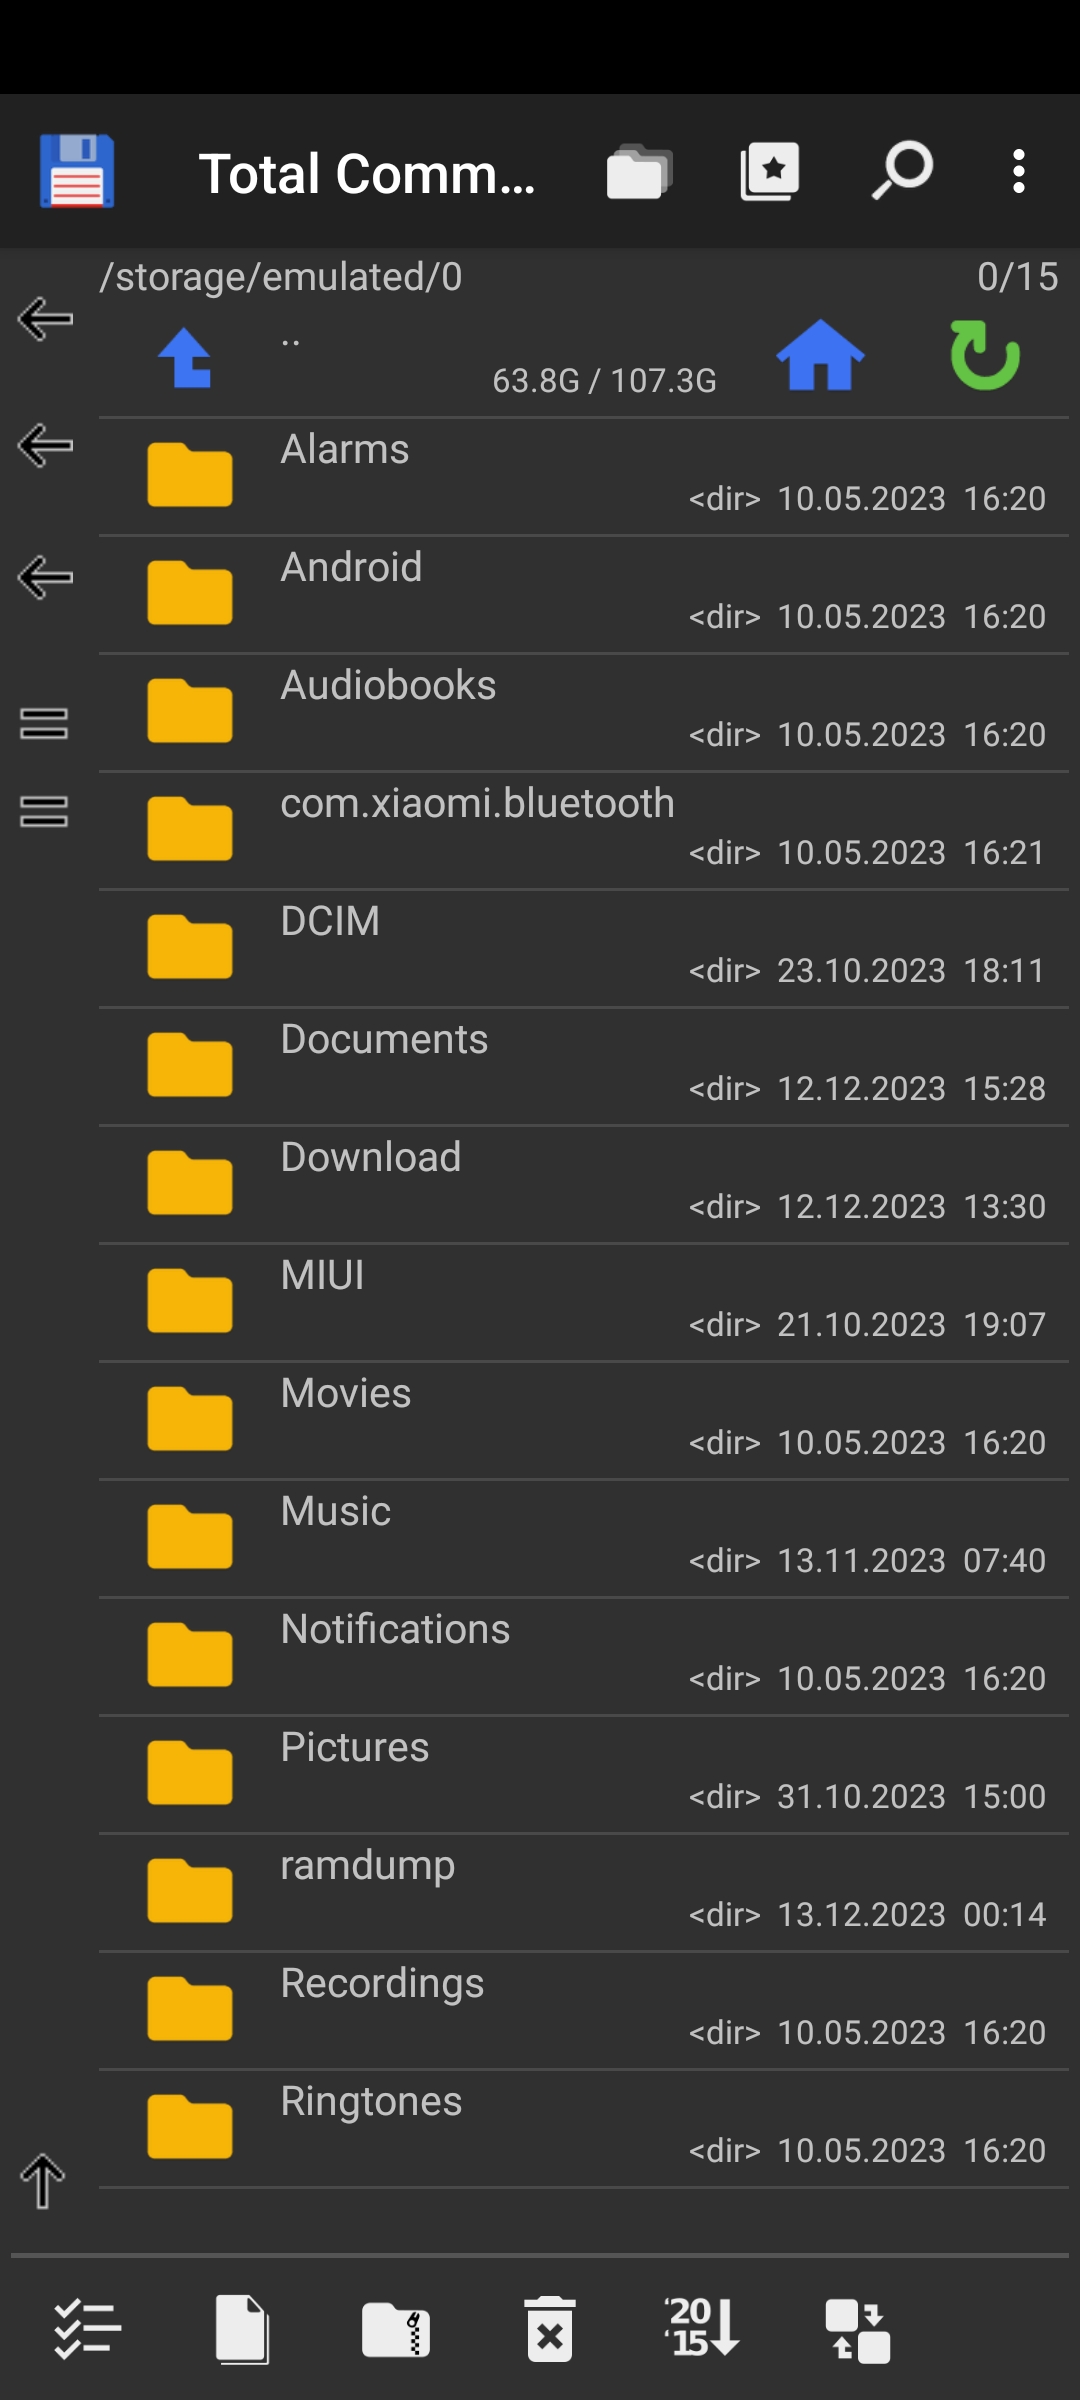 Total Comm...
/storage/emulated/0 0/15
..
63.8G / 107.3G
Alarms
<dir> 10.05.2023 16:20
Android
<dir> 10.05.2023 16:20
Audiobooks
<dir> 10.05.2023 16:20
com.xiaomi.bluetooth
<dir> 10.05.2023 16:21
DCIM
<dir> 23.10.2023 18:11
Documents
<dir> 12.12.2023 15:28
Download
<dir> 12.12.2023 13:30
MIUI
<dir> 21.10.2023 19:07
Movies
<dir> 10.05.2023 16:20
Music
<dir> 13.11.2023 07:40
Notifications
<dir> 10.05.2023 16:20
Pictures
<dir> 31.10.2023 15:00
ramdump
<dir> 13.12.2023 00:14
Recordings
<dir> 10.05.2023 16:20
Ringtones
<dir> 10.05.2023 16:20
'20
'15